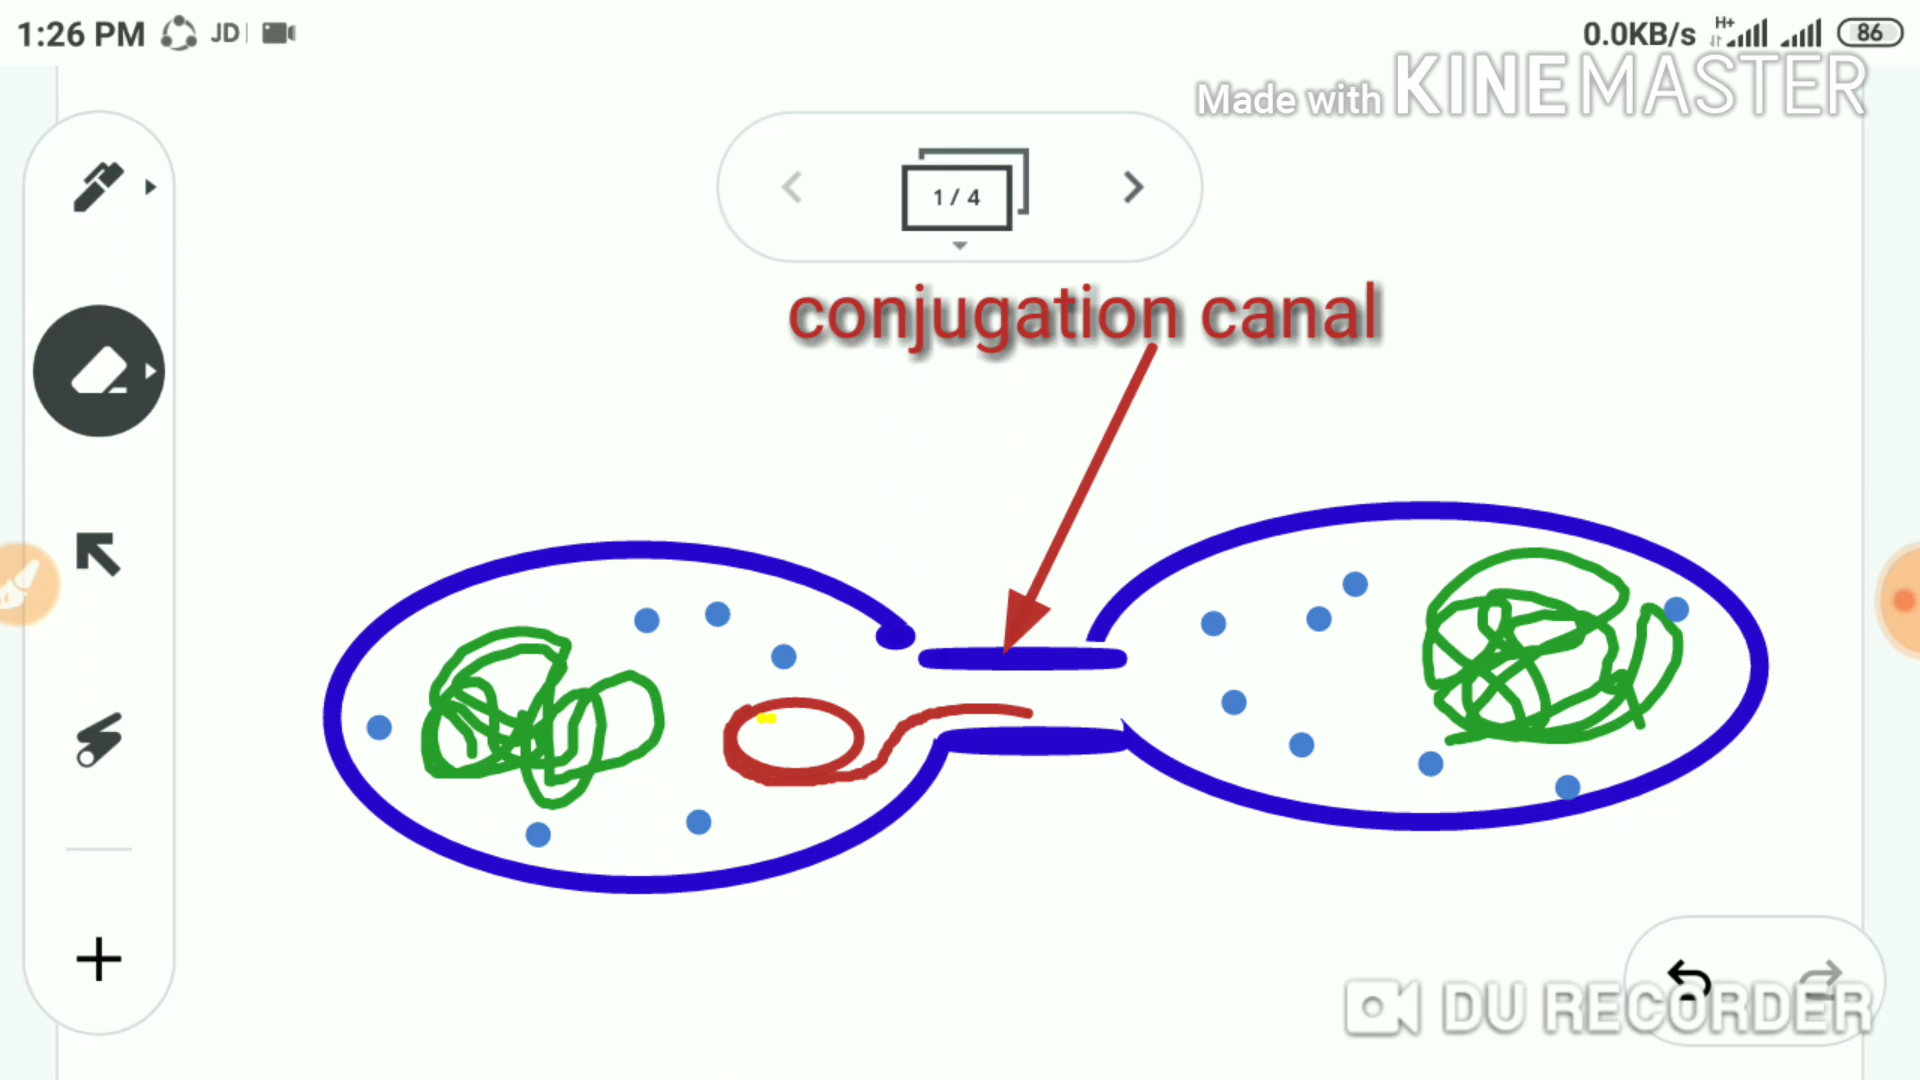 1:26 PM JD 0.0KB/s H+ 86
Made with KINEMASTER
1 / 4
conjugation canal
DU RECORDER